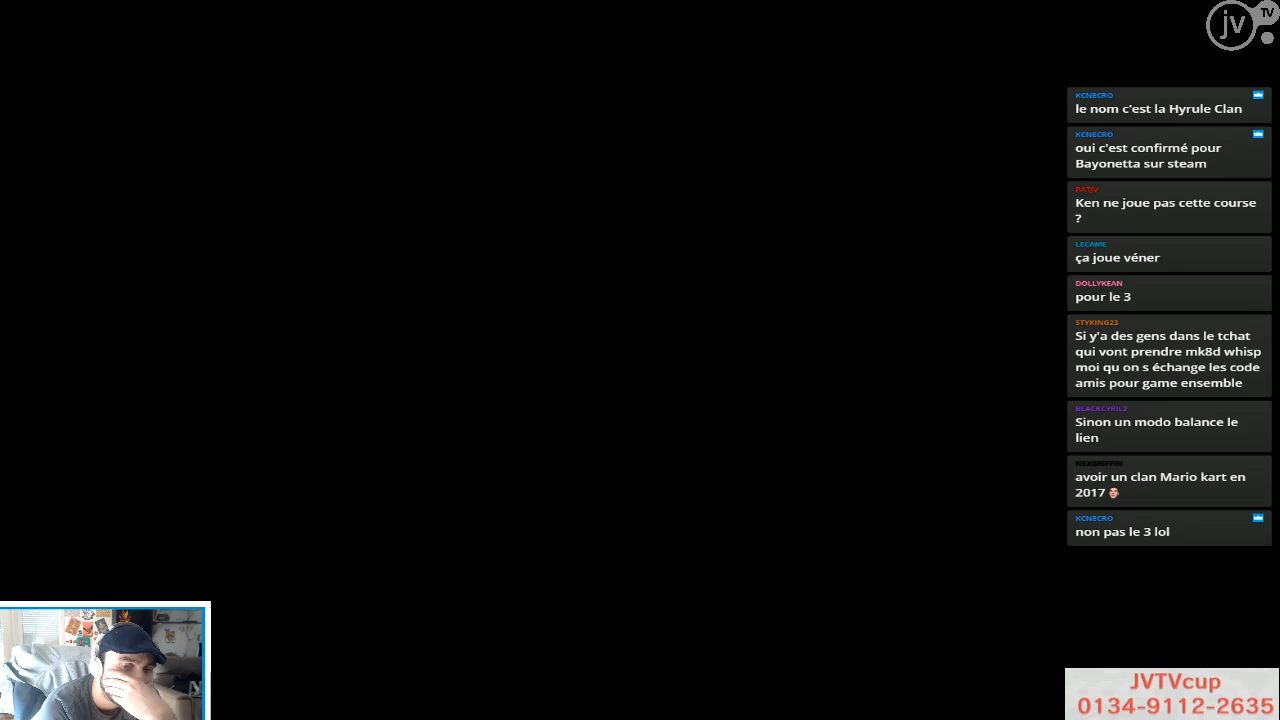 jv TV
KCNECRO
le nom c'est la Hyrule Clan
KCNECRO
oui c'est confirmé pour
Bayonetta sur steam
PATJV
Ken ne joue pas cette course
?
LECAME
ça joue véner
DOLLYKEAN
pour le 3
STYKING23
Si y'a des gens dans le tchat
qui vont prendre mk8d whisp
moi qu on s échange les code
amis pour game ensemble
BLACKCYRIL2
Sinon un modo balance le
lien
avoir un clan Mario kart en
2017
KCNECRO
non pas le 3 lol
JVTVcup
0134-9112-2635